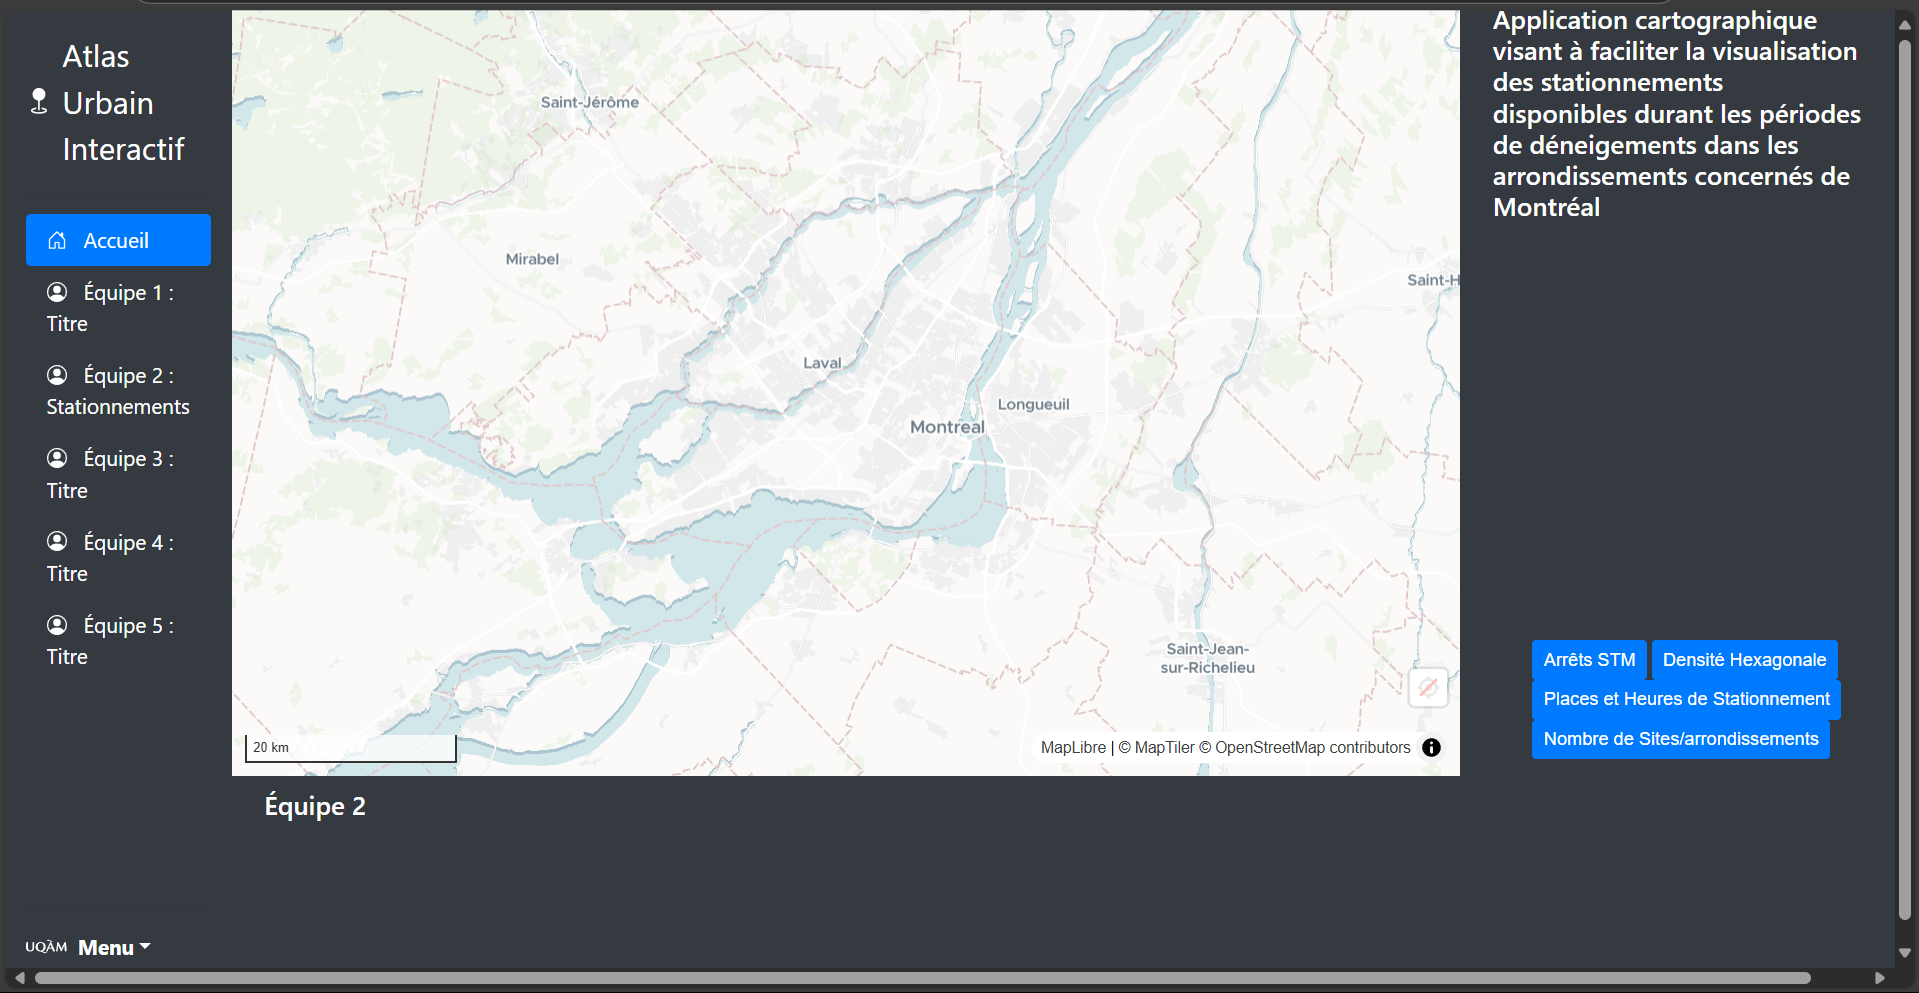 Atlas
Urbain
Interactif
Accueil
Équipe 1 :
Titre
Équipe 2 :
Stationnements
Équipe 3 :
Titre
Équipe 4 :
Titre
Équipe 5 :
Titre
UQÀM Menu
Saint-Jérôme
Mirabel
Saint-H
Laval
Longueuil
Montréal
Saint-Jean-
sur-Richelieu
20 km
MapLibre | © MapTiler © OpenStreetMap contributors
Équipe 2
Application cartographique
visant à faciliter la visualisation
des stationnements
disponibles durant les périodes
de déneigements dans les
arrondissements concernés de
Montréal
Arrêts STM Densité Hexagonale
Places et Heures de Stationnement
Nombre de Sites/arrondissements